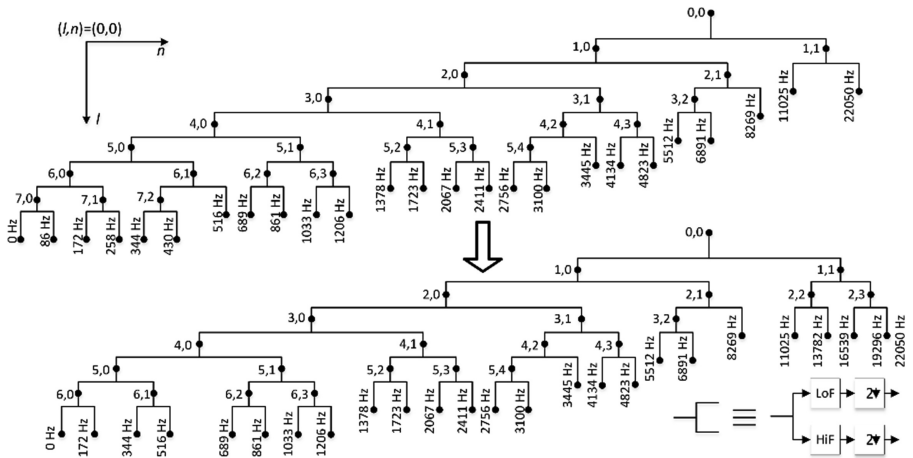 0,0
(l,n)=(0,0)
n
l
1,0 1,1
2,0 2,1
3,0 3,1 3,2 11025 Hz 22050 Hz
4,0 4,1 4,2 4,3 5512 Hz 6891 Hz 8269 Hz
5,0 5,1 5,2 5,3 5,4 3445 Hz 4134 Hz 4823 Hz
6,0 6,1 6,2 6,3 1378 Hz 1723 Hz 2067 Hz 2411 Hz 2756 Hz 3100 Hz
7,0 7,1 7,2 516 Hz 689 Hz 861 Hz 1033 Hz 1206 Hz
0 Hz 86 Hz 172 Hz 258 Hz 344 Hz 430 Hz
0,0
1,0 1,1
2,0 2,1 2,2 2,3
3,0 3,1 3,2 8269 Hz 11025 Hz 13782 Hz 16539 Hz 19296 Hz 22050 Hz
4,0 4,1 4,2 4,3 5512 Hz 6891 Hz
5,0 5,1 5,2 5,3 5,4 3445 Hz 4134 Hz 4823 Hz
6,0 6,1 6,2 6,3 1378 Hz 1723 Hz 2067 Hz 2411 Hz 2756 Hz 3100 Hz
0 Hz 172 Hz 344 Hz 516 Hz 689 Hz 861 Hz 1033 Hz 1206 Hz
LoF 2
HiF 2